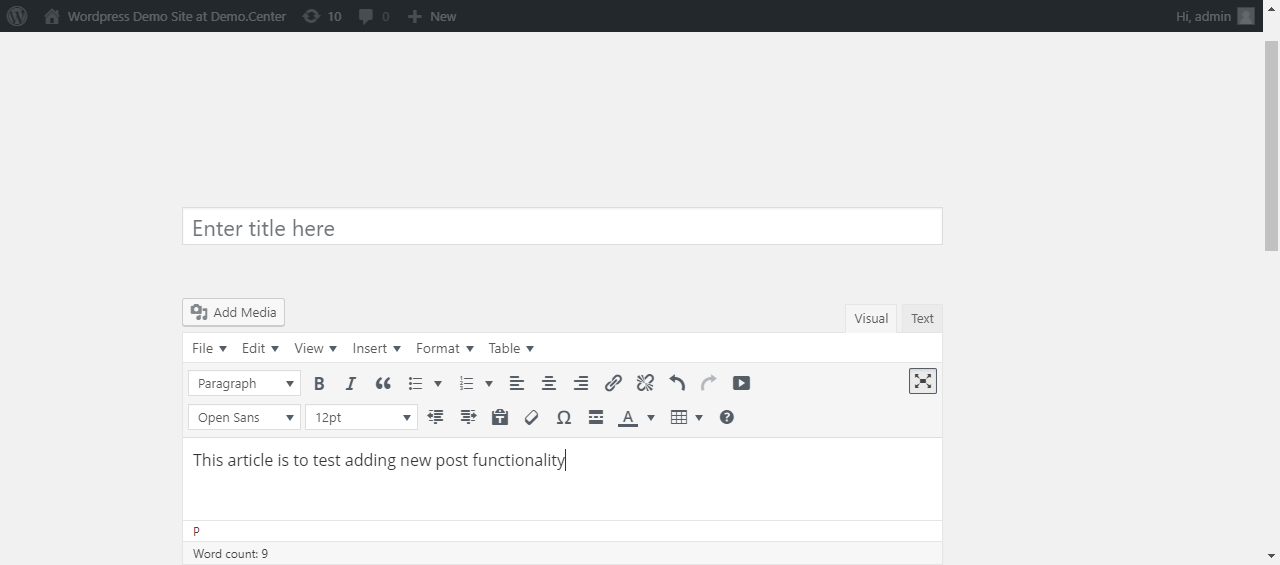 Wordpress Demo Site at Demo.Center 10 0 New Hi, admin
Enter title here
Add Media
Visual Text
File Edit View Insert Format Table
Paragraph B I
Open Sans 12pt Ω A
This article is to test adding new post functionality
P
Word count: 9